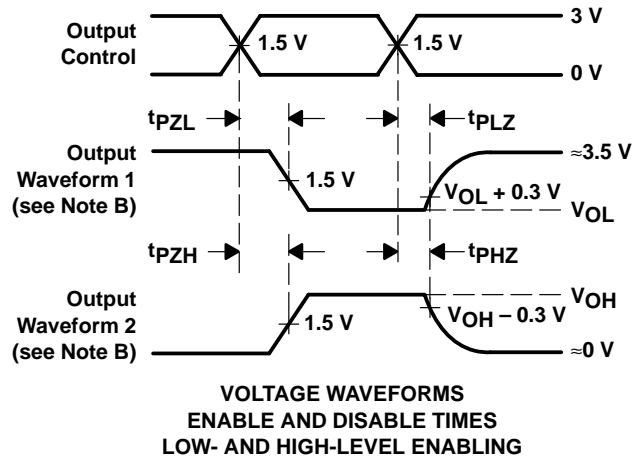 Output
Control
1.5 V
1.5 V
3 V
0 V
tPZL
tPLZ
Output
Waveform 1
(see Note B)
1.5 V
VOL + 0.3 V
≈3.5 V
VOL
tPZH
tPHZ
Output
Waveform 2
(see Note B)
1.5 V
VOH – 0.3 V
VOH
≈0 V
VOLTAGE WAVEFORMS
ENABLE AND DISABLE TIMES
LOW- AND HIGH-LEVEL ENABLING